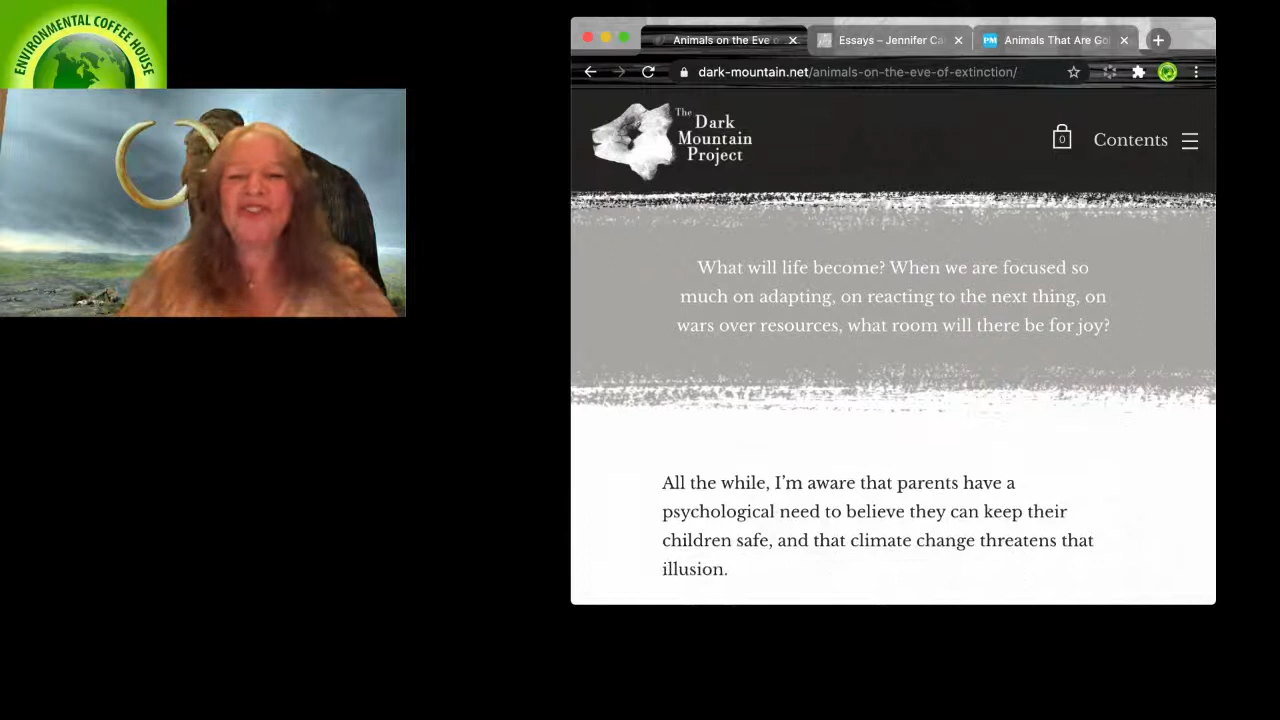 ENVIRONMENTAL COFFEE HOUSE
Animals on the Eve o
Essays – Jennifer Ca
Animals That Are Go
dark-mountain.net/animals-on-the-eve-of-extinction/
The
Dark
Mountain
Project
0
Contents
What will life become? When we are focused so
much on adapting, on reacting to the next thing, on
wars over resources, what room will there be for joy?
All the while, I'm aware that parents have a
psychological need to believe they can keep their
children safe, and that climate change threatens that
illusion.
PM